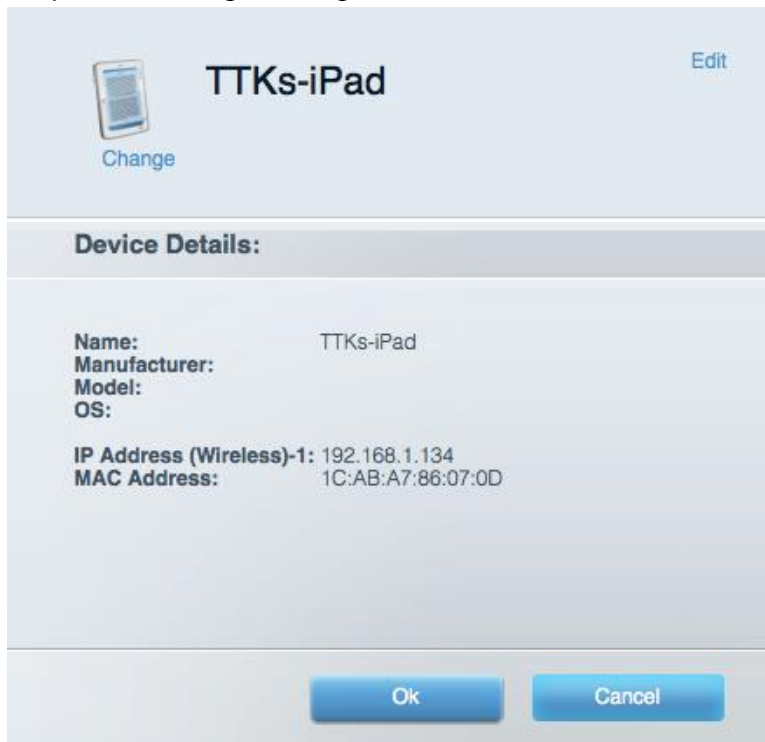 TTKs-iPad
Edit
Change
Device Details:
Name: TTKs-iPad
Manufacturer:
Model:
OS:
IP Address (Wireless)-1: 192.168.1.134
MAC Address: 1C:AB:A7:86:07:0D
Ok
Cancel